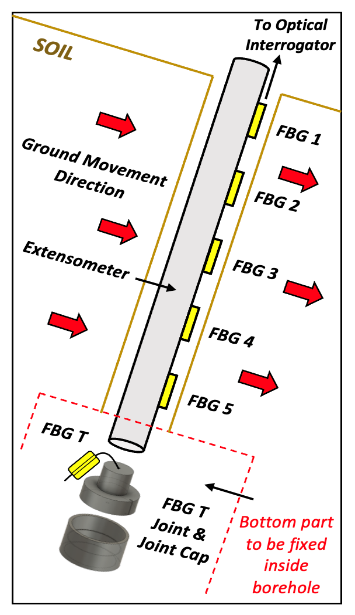 To Optical
Interrogator
SOIL
FBG 1
Ground Movement
Direction
FBG 2
Extensometer
FBG 3
FBG 4
FBG 5
FBG T
FBG T
Joint &
Joint Cap
Bottom part
to be fixed
inside
borehole